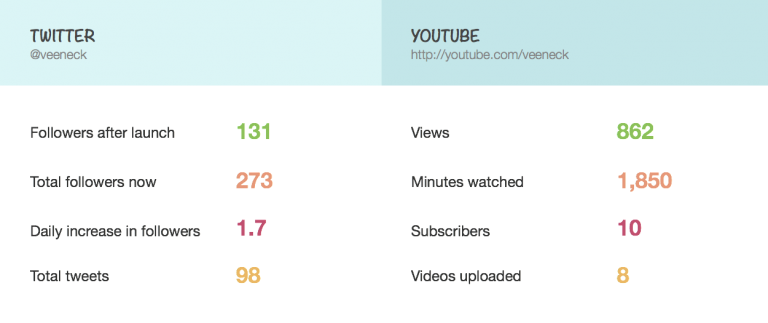 TWITTER
@veeneck
Followers after launch 131
Total followers now 273
Daily increase in followers 1.7
Total tweets 98
YOUTUBE
http://youtube.com/veeneck
Views 862
Minutes watched 1,850
Subscribers 10
Videos uploaded 8